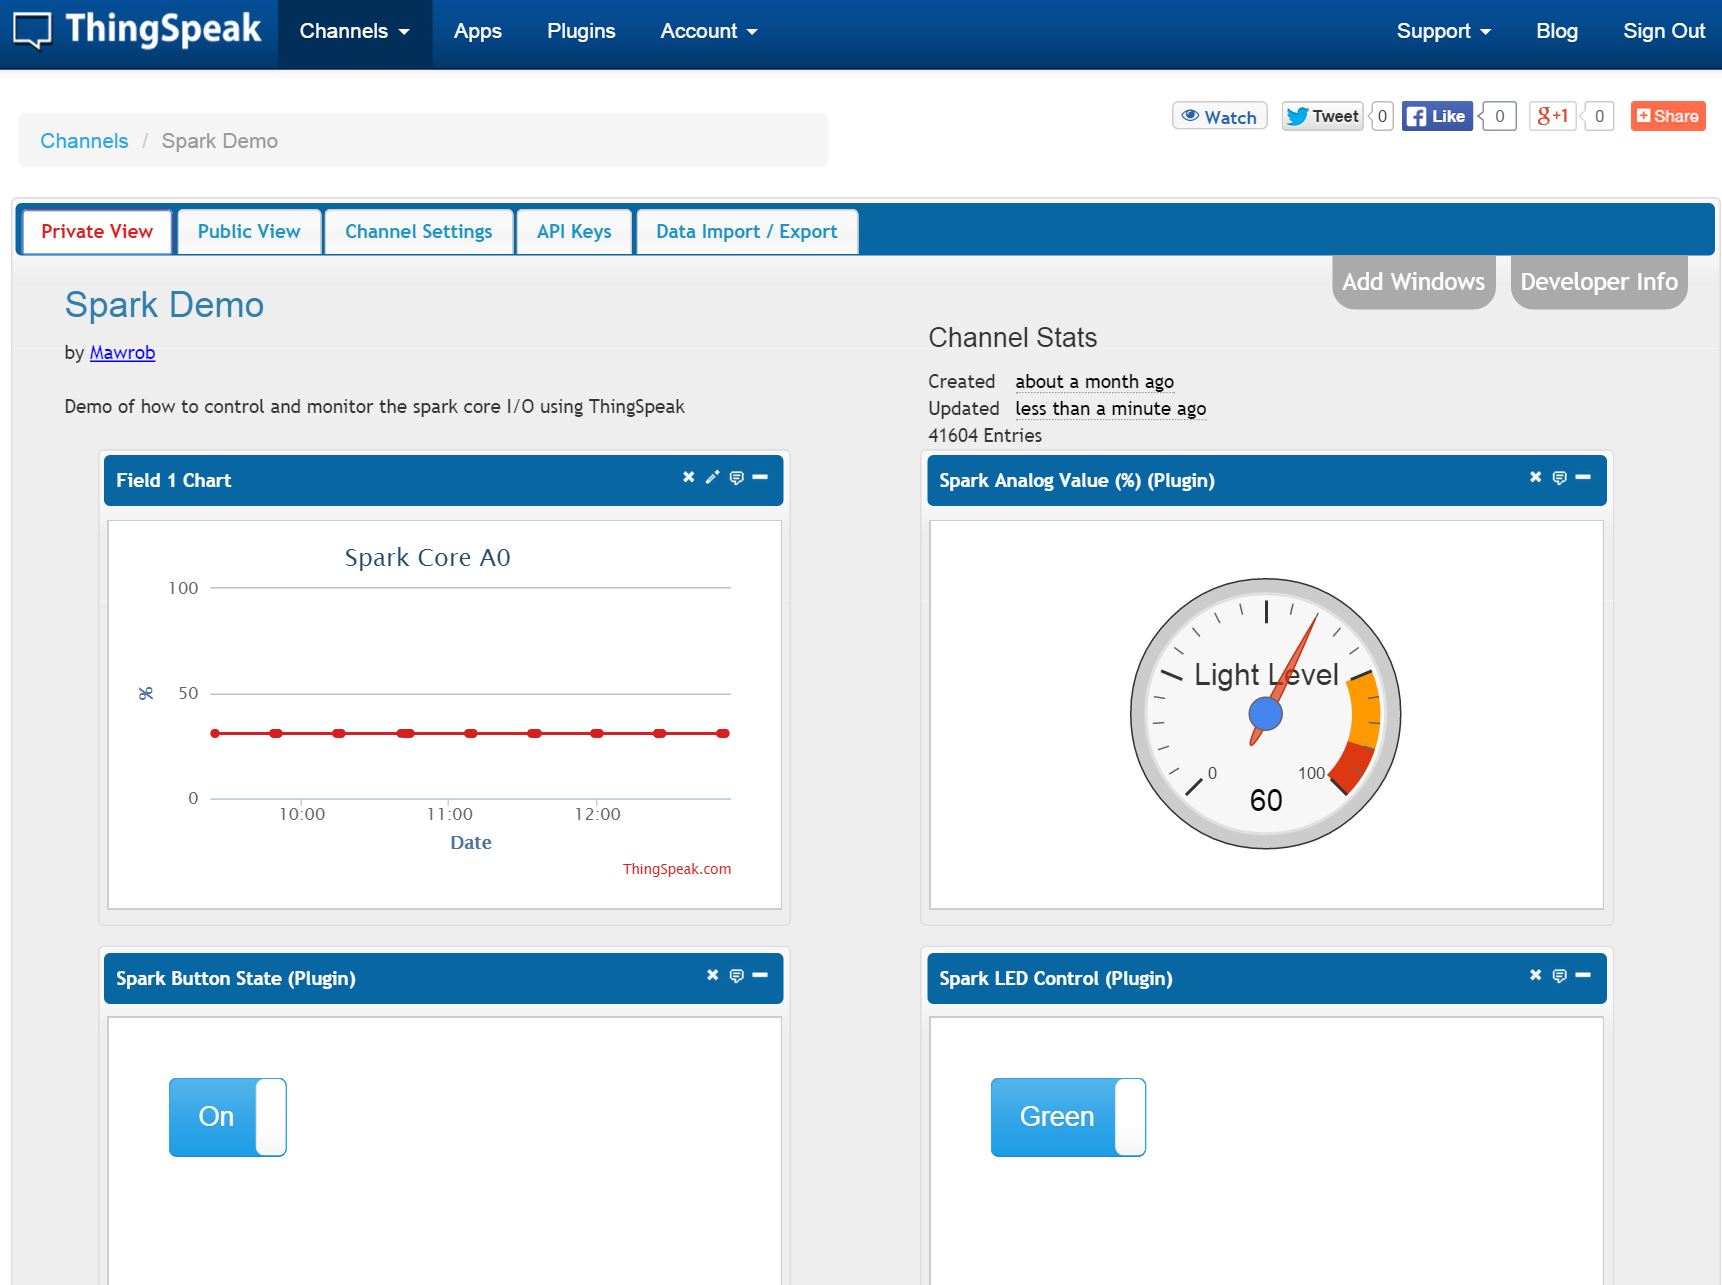 ThingSpeak Channels Apps Plugins Account Support Blog Sign Out
Watch Tweet 0 Like 0 g+1 0 Share
Channels / Spark Demo
Private View Public View Channel Settings API Keys Data Import / Export
Add Windows Developer Info
Spark Demo
by Mawrob
Demo of how to control and monitor the spark core I/O using ThingSpeak
Channel Stats
Created about a month ago
Updated less than a minute ago
41604 Entries
Field 1 Chart
Spark Core A0
100
%
50
0
10:00 11:00 12:00
Date
ThingSpeak.com
Spark Analog Value (%) (Plugin)
Light Level
0 100
60
Spark Button State (Plugin)
On
Spark LED Control (Plugin)
Green